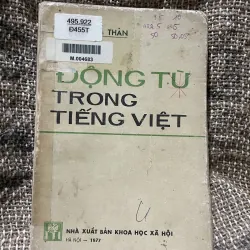 495.922
Đ455T
THẢN
M.004683
ĐỘNG TỪ
TRONG
TIẾNG VIỆT
NHÀ XUẤT BẢN KHOA HỌC XÃ HỘI
HÀ NỘI - 1977